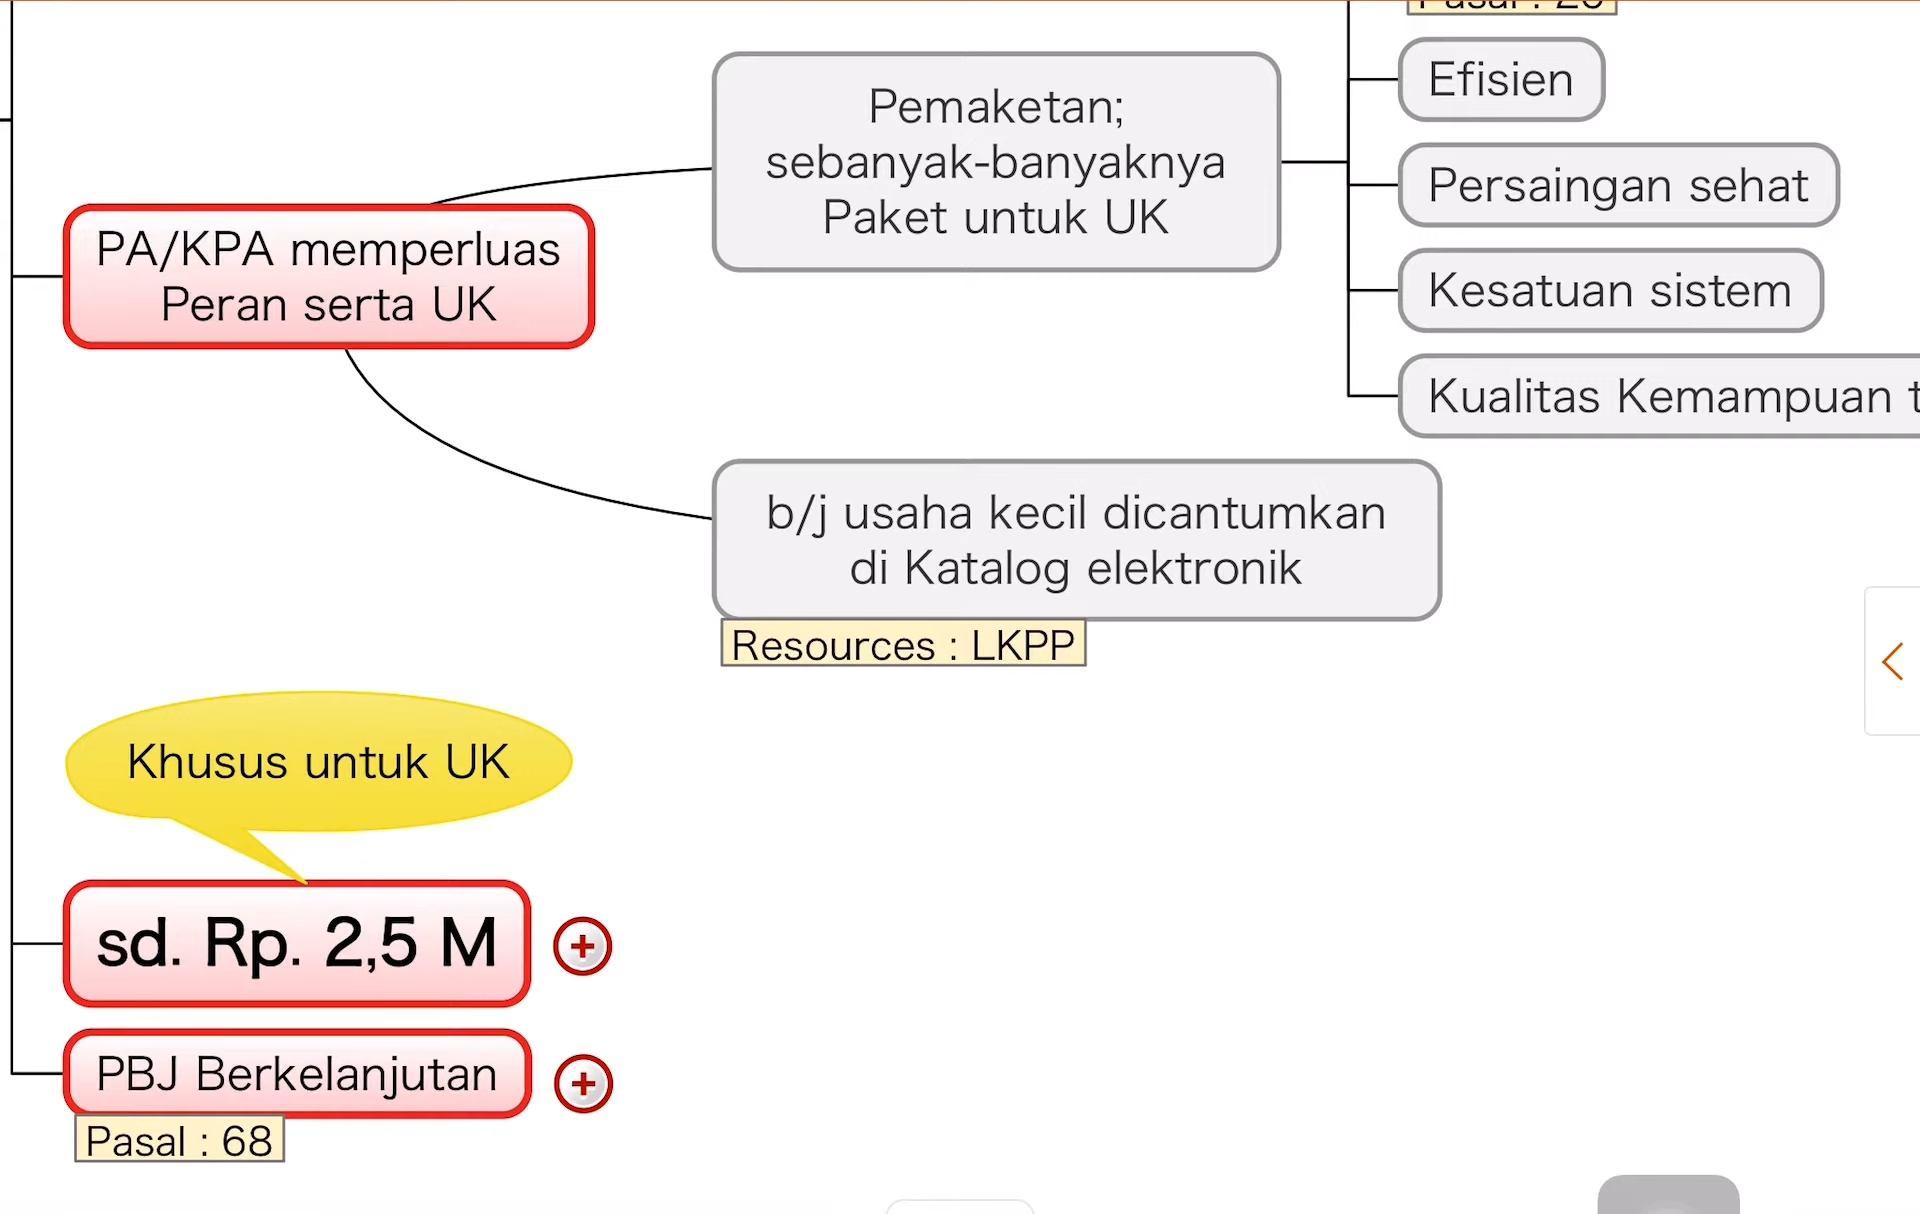 Pasal : 20
Efisien
Pemaketan;
sebanyak-banyaknya
Paket untuk UK
Persaingan sehat
PA/KPA memperluas
Peran serta UK
Kesatuan sistem
Kualitas Kemampuan t
b/j usaha kecil dicantumkan
di Katalog elektronik
Resources : LKPP
Khusus untuk UK
sd. Rp. 2,5 M
PBJ Berkelanjutan
Pasal : 68